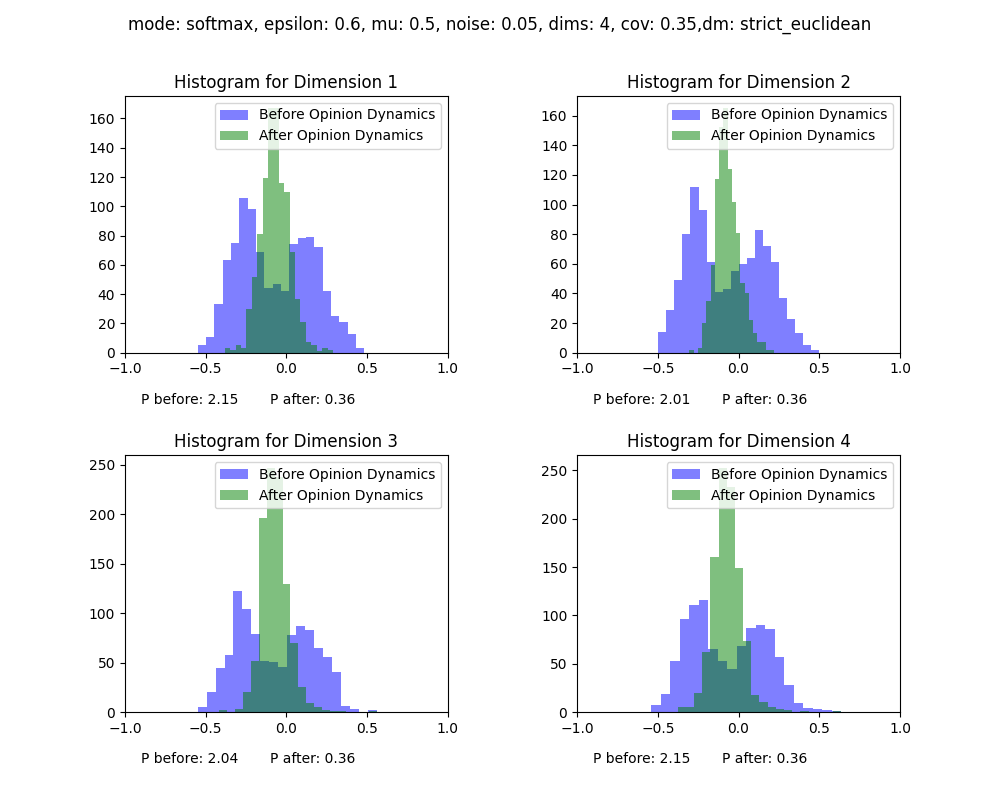 mode: softmax, epsilon: 0.6, mu: 0.5, noise: 0.05, dims: 4, cov: 0.35,dm: strict_euclidean
Histogram for Dimension 1
Before Opinion Dynamics
After Opinion Dynamics
160
140
120
100
80
60
40
20
0
−1.0 −0.5 0.0 0.5 1.0
P before: 2.15 P after: 0.36
Histogram for Dimension 2
Before Opinion Dynamics
After Opinion Dynamics
160
140
120
100
80
60
40
20
0
−1.0 −0.5 0.0 0.5 1.0
P before: 2.01 P after: 0.36
Histogram for Dimension 3
Before Opinion Dynamics
After Opinion Dynamics
250
200
150
100
50
0
−1.0 −0.5 0.0 0.5 1.0
P before: 2.04 P after: 0.36
Histogram for Dimension 4
Before Opinion Dynamics
After Opinion Dynamics
250
200
150
100
50
0
−1.0 −0.5 0.0 0.5 1.0
P before: 2.15 P after: 0.36